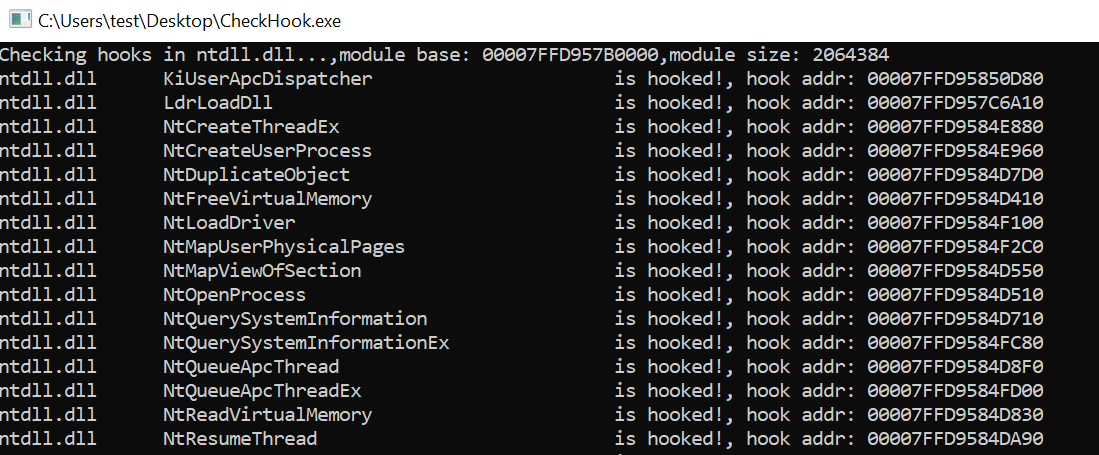 C:\Users\test\Desktop\CheckHook.exe
Checking hooks in ntdll.dll...,module base: 00007FFD957B0000,module size: 2064384
ntdll.dll KiUserApcDispatcher is hooked!, hook addr: 00007FFD95850D80
ntdll.dll LdrLoadDll is hooked!, hook addr: 00007FFD957C6A10
ntdll.dll NtCreateThreadEx is hooked!, hook addr: 00007FFD9584E880
ntdll.dll NtCreateUserProcess is hooked!, hook addr: 00007FFD9584E960
ntdll.dll NtDuplicateObject is hooked!, hook addr: 00007FFD9584D7D0
ntdll.dll NtFreeVirtualMemory is hooked!, hook addr: 00007FFD9584D410
ntdll.dll NtLoadDriver is hooked!, hook addr: 00007FFD9584F100
ntdll.dll NtMapUserPhysicalPages is hooked!, hook addr: 00007FFD9584F2C0
ntdll.dll NtMapViewOfSection is hooked!, hook addr: 00007FFD9584D550
ntdll.dll NtOpenProcess is hooked!, hook addr: 00007FFD9584D510
ntdll.dll NtQuerySystemInformation is hooked!, hook addr: 00007FFD9584D710
ntdll.dll NtQuerySystemInformationEx is hooked!, hook addr: 00007FFD9584FC80
ntdll.dll NtQueueApcThread is hooked!, hook addr: 00007FFD9584D8F0
ntdll.dll NtQueueApcThreadEx is hooked!, hook addr: 00007FFD9584FD00
ntdll.dll NtReadVirtualMemory is hooked!, hook addr: 00007FFD9584D830
ntdll.dll NtResumeThread is hooked!, hook addr: 00007FFD9584DA90